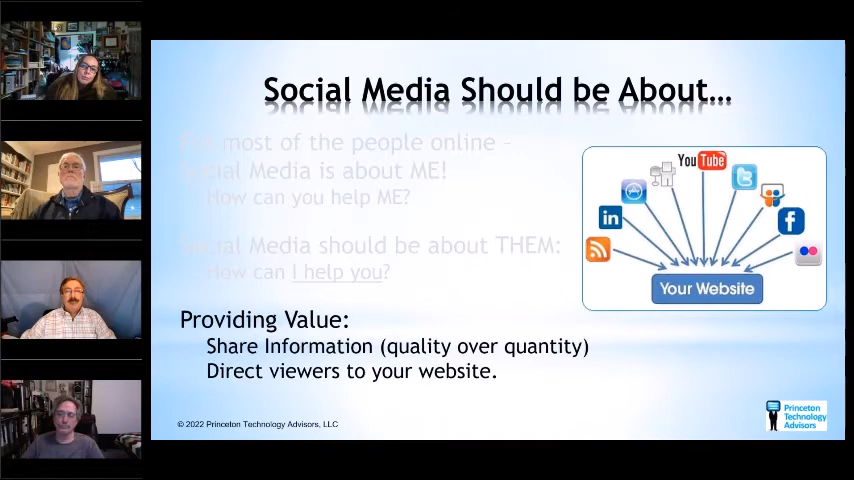 Social Media Should be About…
For most of the people online –
Social Media is about ME!
How can you help ME?
Social Media should be about THEM:
How can I help you?
Providing Value:
Share Information (quality over quantity)
Direct viewers to your website.
You Tube
in
f
Your Website
© 2022 Princeton Technology Advisors, LLC
Princeton
Technology
Advisors